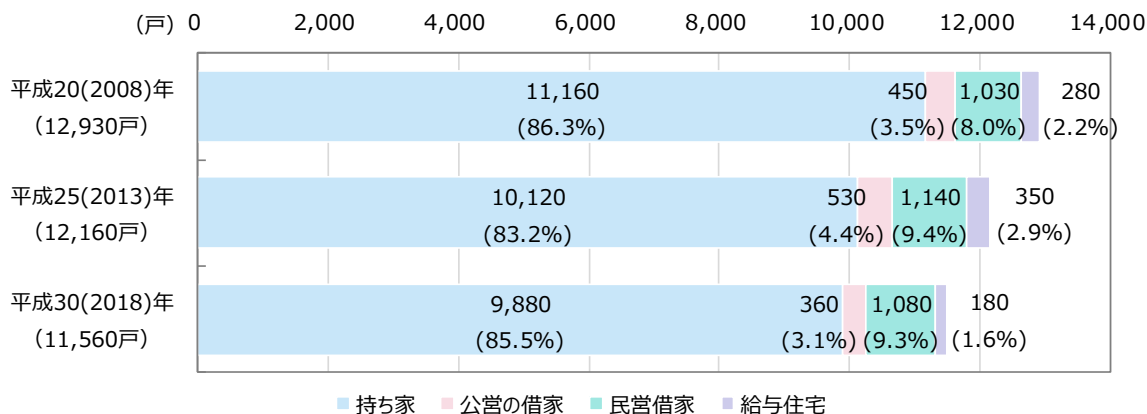 (戸) 0 2,000 4,000 6,000 8,000 10,000 12,000 14,000
平成20(2008)年
（12,930戸）
11,160 450 1,030 280
(86.3%) (3.5%) (8.0%) (2.2%)
平成25(2013)年
（12,160戸）
10,120 530 1,140 350
(83.2%) (4.4%) (9.4%) (2.9%)
平成30(2018)年
（11,560戸）
9,880 360 1,080 180
(85.5%) (3.1%) (9.3%) (1.6%)
持ち家 公営の借家 民営借家 給与住宅